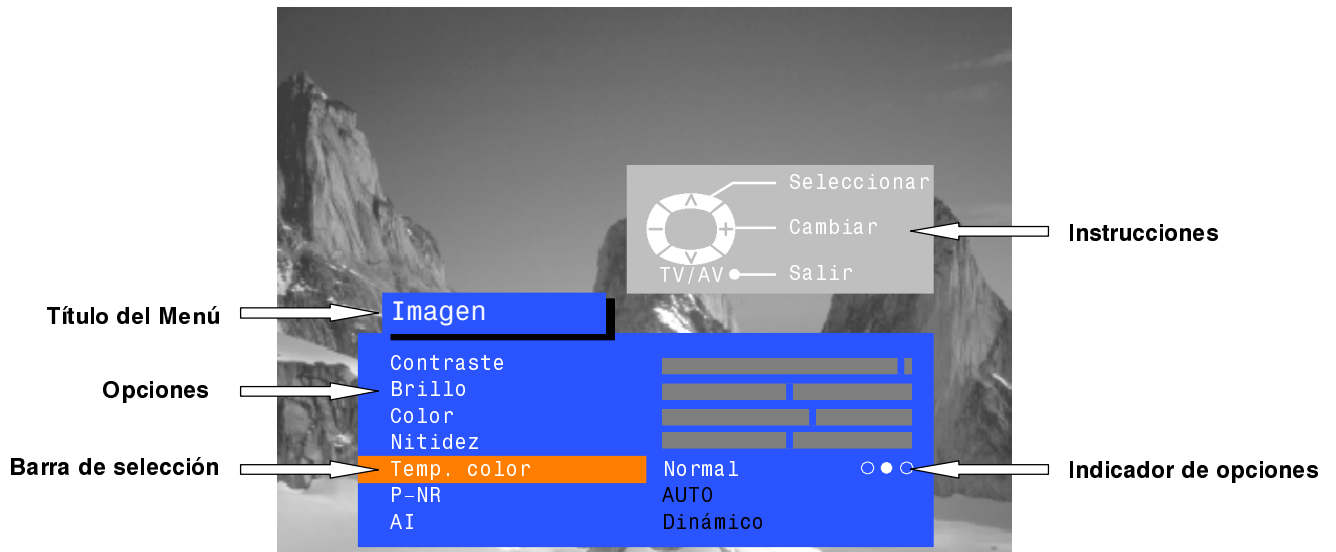 Seleccionar
Cambiar
TV/AV Salir
Instrucciones
Título del Menú
Imagen
Contraste
Opciones
Brillo
Color
Nitidez
Barra de selección
Temp. color Normal
Indicador de opciones
P-NR AUTO
AI Dinámico